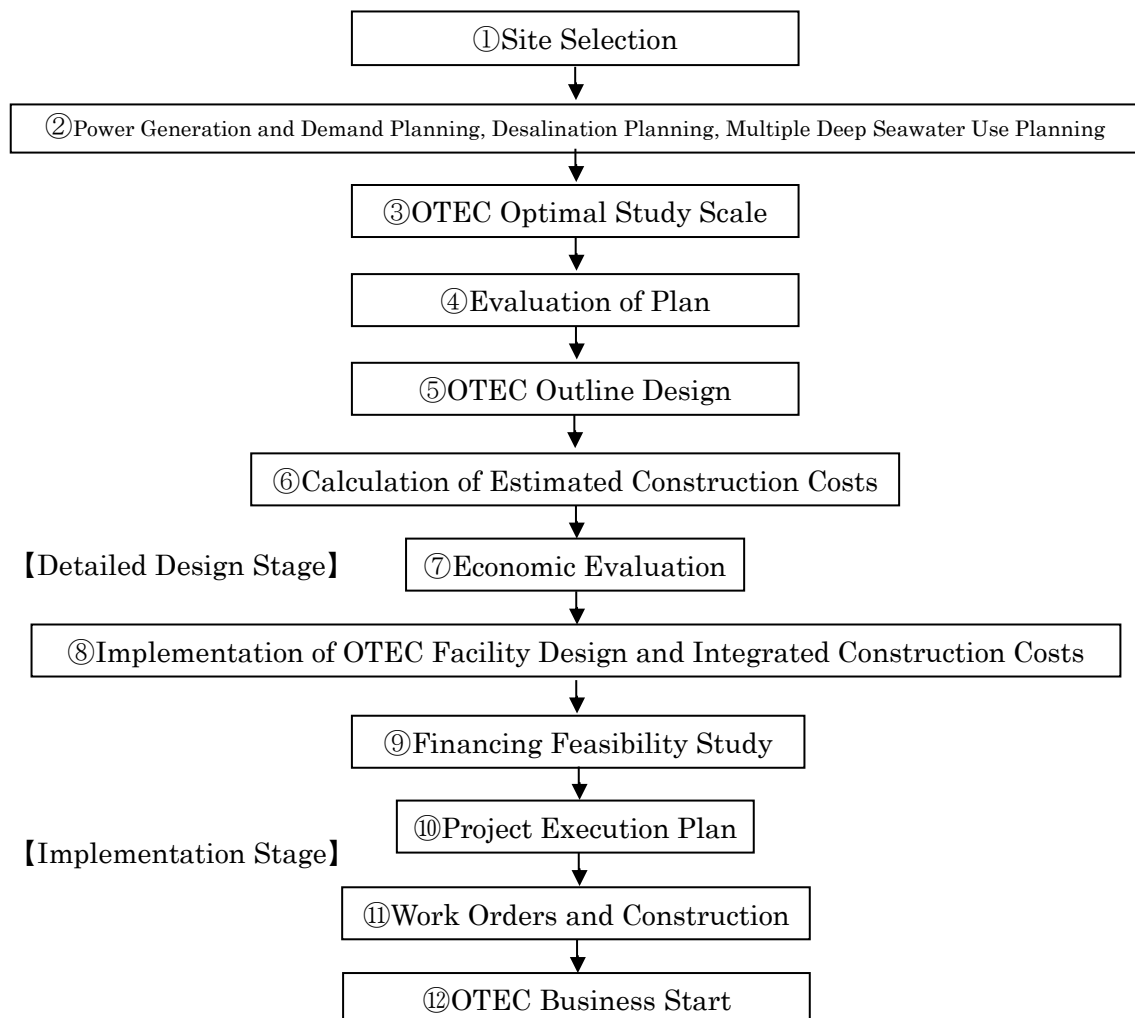 ①Site Selection
②Power Generation and Demand Planning, Desalination Planning, Multiple Deep Seawater Use Planning
③OTEC Optimal Study Scale
④Evaluation of Plan
⑤OTEC Outline Design
⑥Calculation of Estimated Construction Costs
【Detailed Design Stage】
⑦Economic Evaluation
⑧Implementation of OTEC Facility Design and Integrated Construction Costs
⑨Financing Feasibility Study
⑩Project Execution Plan
【Implementation Stage】
⑪Work Orders and Construction
⑫OTEC Business Start